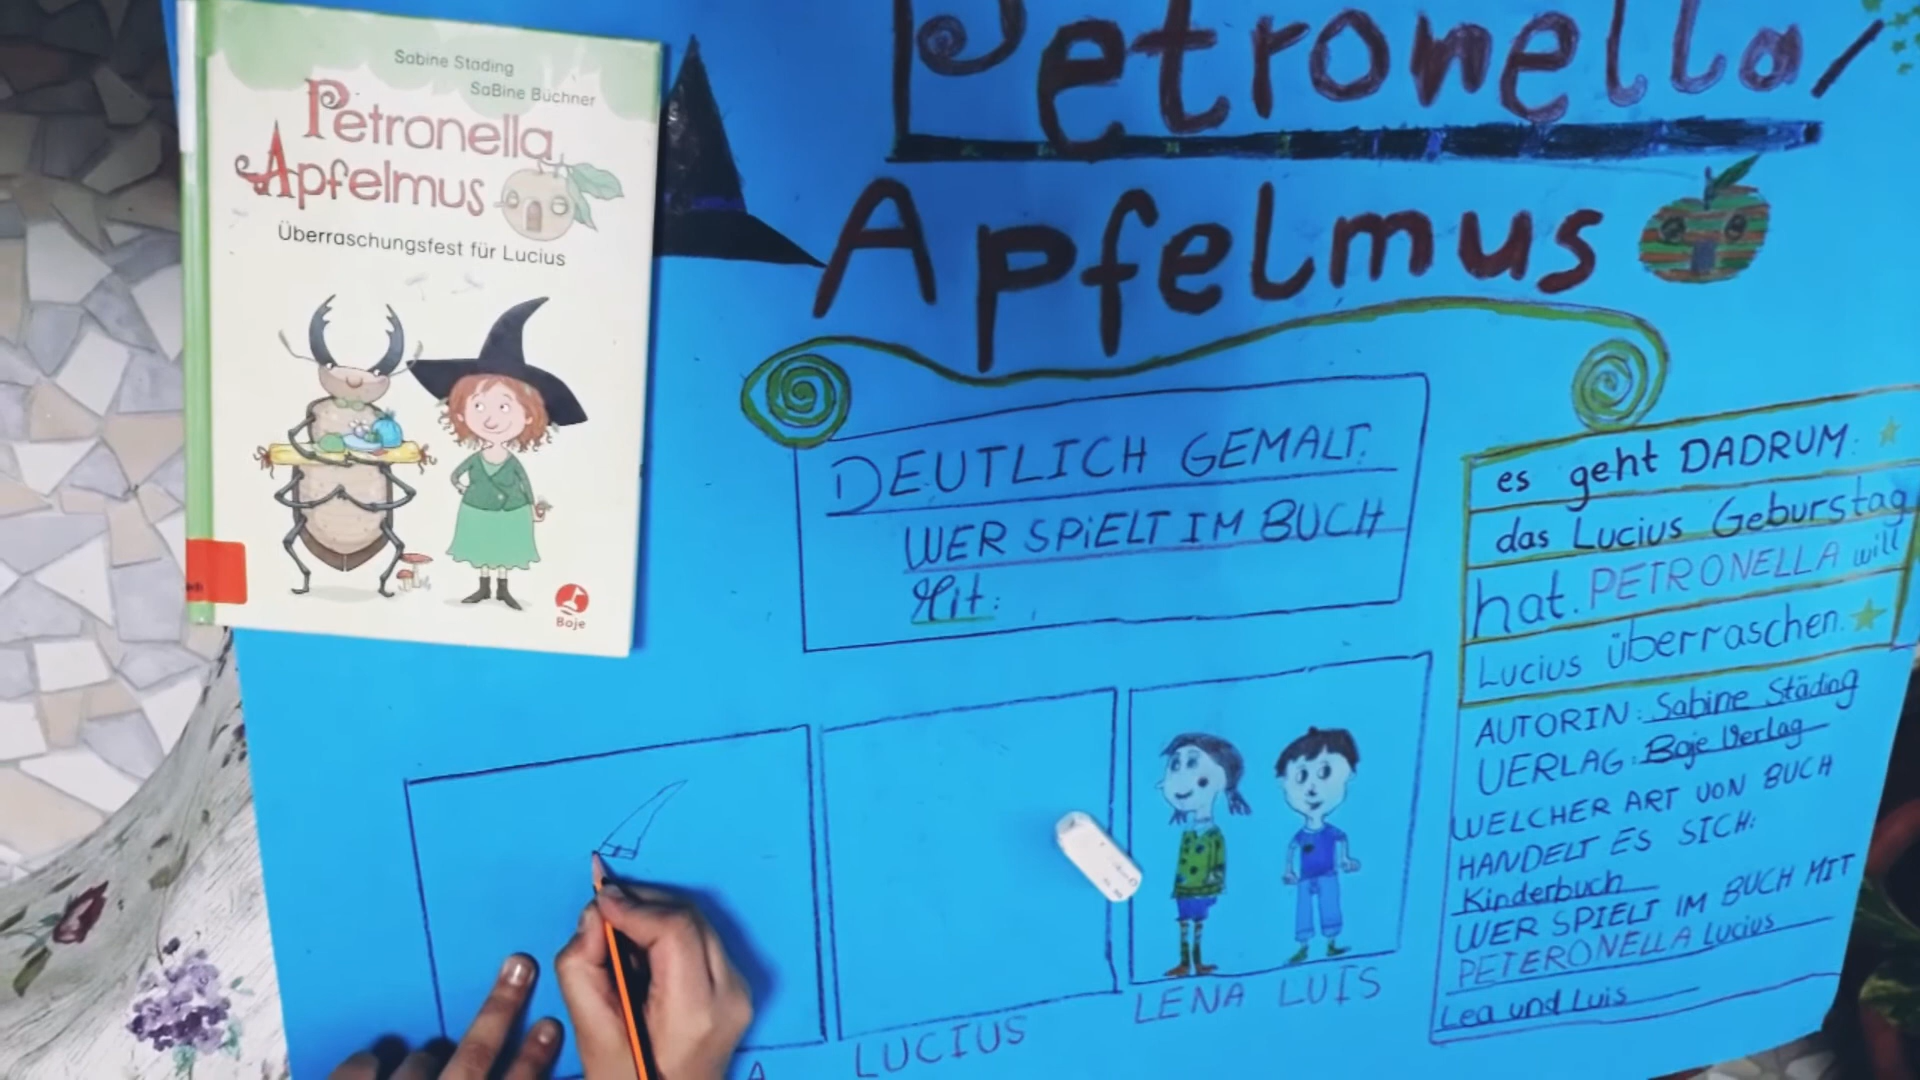 Sabine Städing
SaBine Büchner
Petronella
Apfelmus
Überraschungsfest für Lucius
Boje
Petronella
Apfelmus
DEUTLICH GEMALT.
WER SPiELT IM BUCH
Mit:
es geht DADRUM:
das Lucius Geburstag
hat. PETRONELLA will
Lucius überraschen.
AUTORIN: Sabine Städing
VERLAG: Boje Verlag
WELCHER ART VON BUCH
HANDELT ES SICH:
Kinderbuch
WER SPIELT IM BUCH MIT
PETERONELLA Lucius
Lea und Luis
A
LUCIUS
LENA LUIS